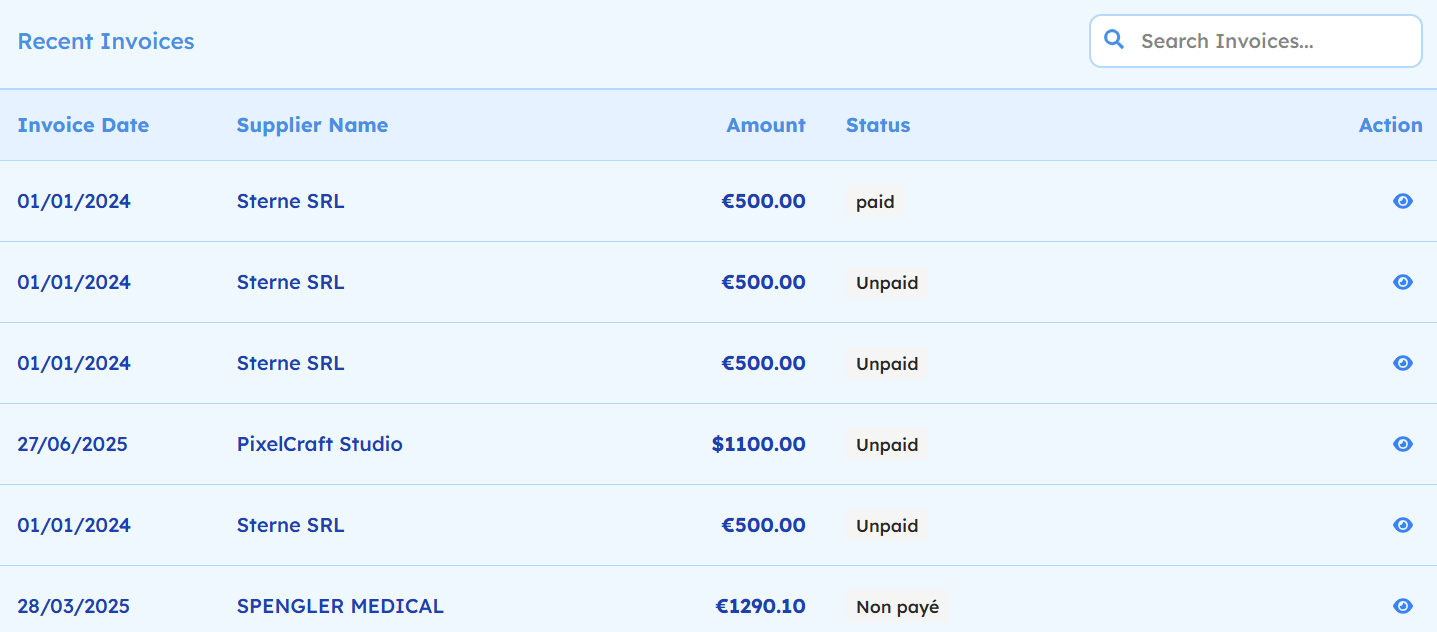 Recent Invoices
Search Invoices...
Invoice Date Supplier Name Amount Status Action
01/01/2024 Sterne SRL €500.00 paid
01/01/2024 Sterne SRL €500.00 Unpaid
01/01/2024 Sterne SRL €500.00 Unpaid
27/06/2025 PixelCraft Studio $1100.00 Unpaid
01/01/2024 Sterne SRL €500.00 Unpaid
28/03/2025 SPENGLER MEDICAL €1290.10 Non payé